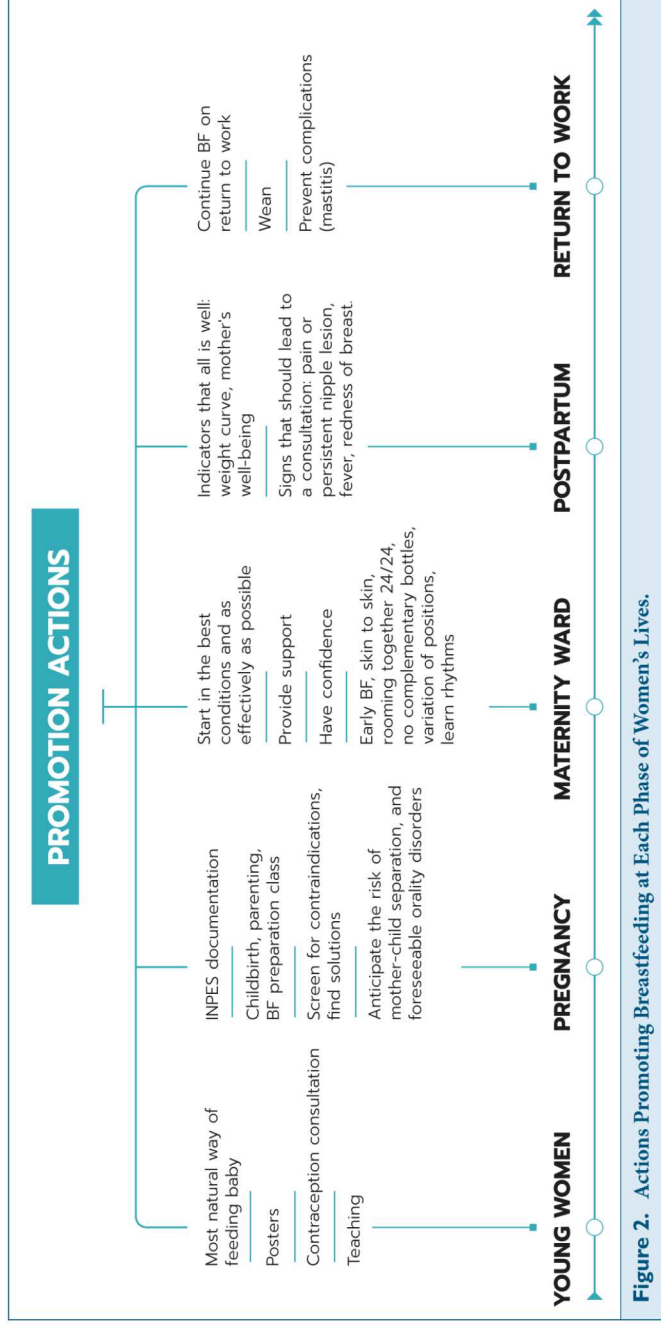 PROMOTION ACTIONS
Most natural way of
feeding baby
Posters
Contraception consultation
Teaching
YOUNG WOMEN
INPES documentation
Childbirth, parenting,
BF preparation class
Screen for contraindications,
find solutions
Anticipate the risk of
mother-child separation, and
foreseeable orality disorders
PREGNANCY
Start in the best
conditions and as
effectively as possible
Provide support
Have confidence
Early BF, skin to skin,
rooming together 24/24,
no complementary bottles,
variation of positions,
learn rhythms
MATERNITY WARD
Indicators that all is well:
weight curve, mother's
well-being
Signs that should lead to
a consultation: pain or
persistent nipple lesion,
fever, redness of breast.
POSTPARTUM
Continue BF on
return to work
Wean
Prevent complications
(mastitis)
RETURN TO WORK
Figure 2. Actions Promoting Breastfeeding at Each Phase of Women's Lives.